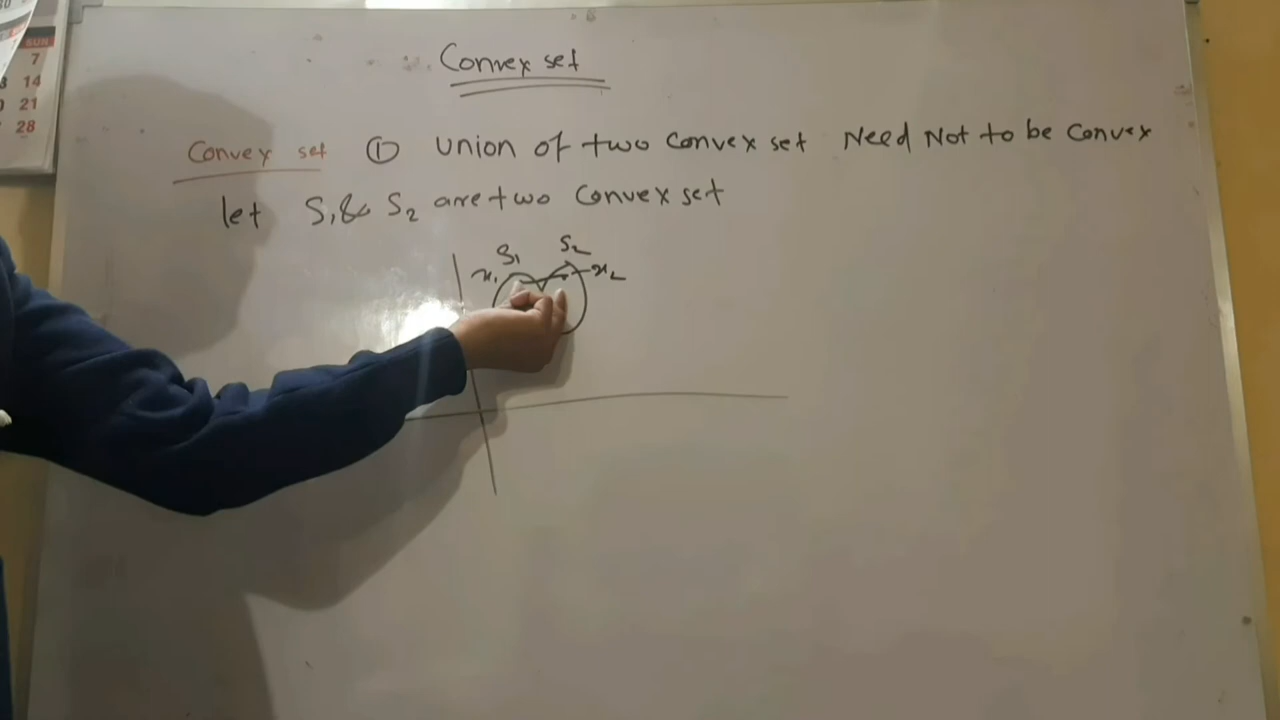 SUN
7
14
21
28
Convex set
Convex set ① union of two convex set Need Not to be convex
let S₁ & S₂ are two convex set
S₁ S₂
x₁ x₂